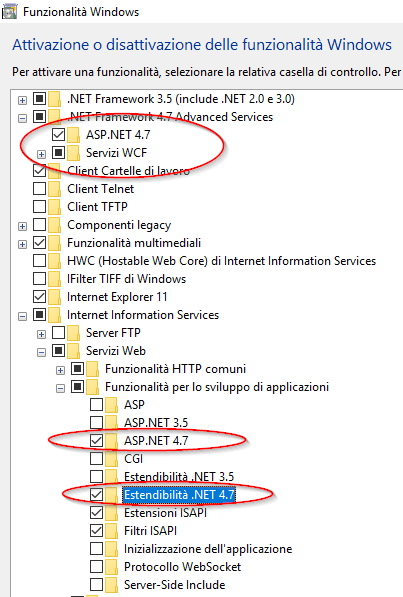 Funzionalità Windows
Attivazione o disattivazione delle funzionalità Windows
Per attivare una funzionalità, selezionare la relativa casella di controllo. Per
.NET Framework 3.5 (include .NET 2.0 e 3.0)
.NET Framework 4.7 Advanced Services
ASP.NET 4.7
Servizi WCF
Client Cartelle di lavoro
Client Telnet
Client TFTP
Componenti legacy
Funzionalità multimediali
HWC (Hostable Web Core) di Internet Information Services
IFilter TIFF di Windows
Internet Explorer 11
Internet Information Services
Server FTP
Servizi Web
Funzionalità HTTP comuni
Funzionalità per lo sviluppo di applicazioni
ASP
ASP.NET 3.5
ASP.NET 4.7
CGI
Estendibilità .NET 3.5
Estendibilità .NET 4.7
Estensioni ISAPI
Filtri ISAPI
Inizializzazione dell'applicazione
Protocollo WebSocket
Server-Side Include